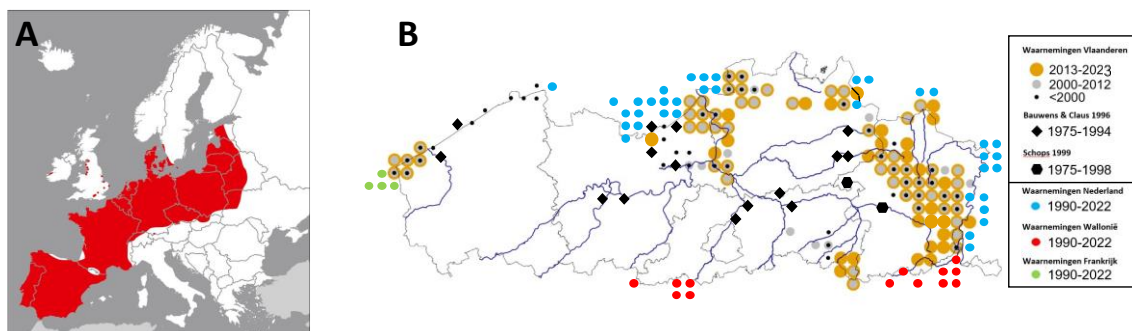 A
B
Waarnemingen Vlaanderen
2013-2023
2000-2012
<2000
Bauwens & Claus 1996
1975-1994
Schops 1999
1975-1998
Waarnemingen Nederland
1990-2022
Waarnemingen Wallonië
1990-2022
Waarnemingen Frankrijk
1990-2022